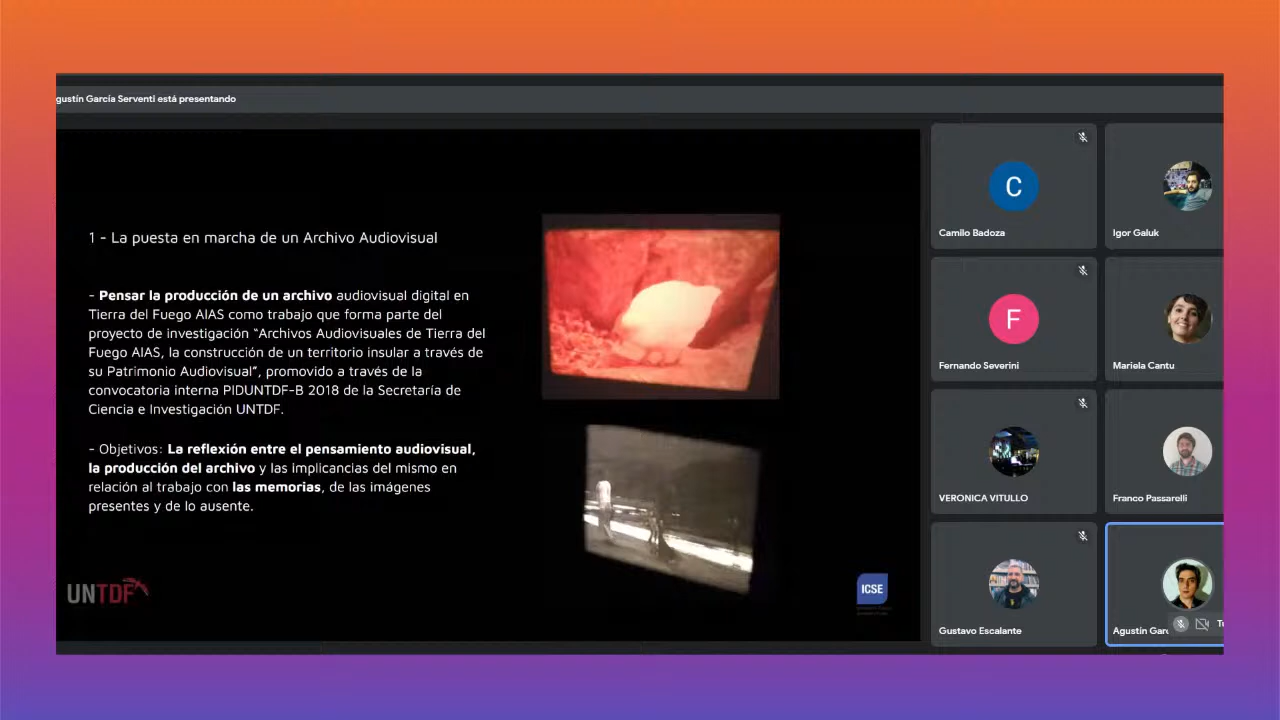 gustín García Serventi está presentando
1 - La puesta en marcha de un Archivo Audiovisual
- Pensar la producción de un archivo audiovisual digital en
Tierra del Fuego AIAS como trabajo que forma parte del
proyecto de investigación “Archivos Audiovisuales de Tierra del
Fuego AIAS, la construcción de un territorio insular a través de
su Patrimonio Audiovisual”, promovido a través de la
convocatoria interna PIDUNTDF-B 2018 de la Secretaría de
Ciencia e Investigación UNTDF.
- Objetivos: La reflexión entre el pensamiento audiovisual,
la producción del archivo y las implicancias del mismo en
relación al trabajo con las memorias, de las imágenes
presentes y de lo ausente.
UNTDF
ICSE
C
Camilo Badoza
Igor Galuk
F
Fernando Severini
Mariela Cantu
VERONICA VITULLO
Franco Passarelli
Gustavo Escalante
Agustín Garc